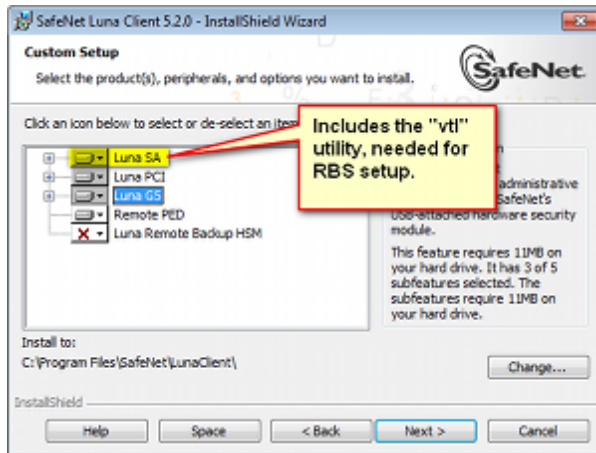 SafeNet Luna Client 5.2.0 - InstallShield Wizard
Custom Setup
Select the product(s), peripherals, and options you want to install.
SafeNet.
Click an icon below to select or de-select an item
Includes the "vtl"
utility, needed for
RBS setup.
Luna SA
Luna PCI
Luna G5
Remote PED
Luna Remote Backup HSM
administrative
SafeNet's
USB-attached hardware security
module.
This feature requires 11MB on
your hard drive. It has 3 of 5
subfeatures selected. The
subfeatures require 11MB on
your hard drive.
Install to:
C:\Program Files\SafeNet\LunaClient\
Change...
InstallShield
Help
Space
< Back
Next >
Cancel